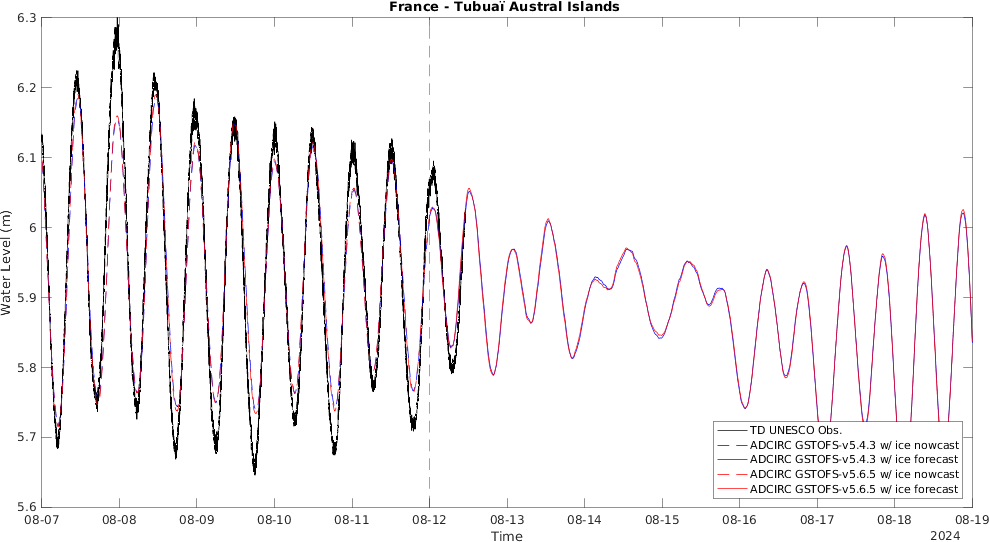 France - Tubuaï Austral Islands
Water Level (m)
6.3
6.2
6.1
6
5.9
5.8
5.7
5.6
TD UNESCO Obs.
ADCIRC GSTOFS-v5.4.3 w/ ice nowcast
ADCIRC GSTOFS-v5.4.3 w/ ice forecast
ADCIRC GSTOFS-v5.6.5 w/ ice nowcast
ADCIRC GSTOFS-v5.6.5 w/ ice forecast
08-07 08-08 08-09 08-10 08-11 08-12 08-13 08-14 08-15 08-16 08-17 08-18 08-19
Time
2024